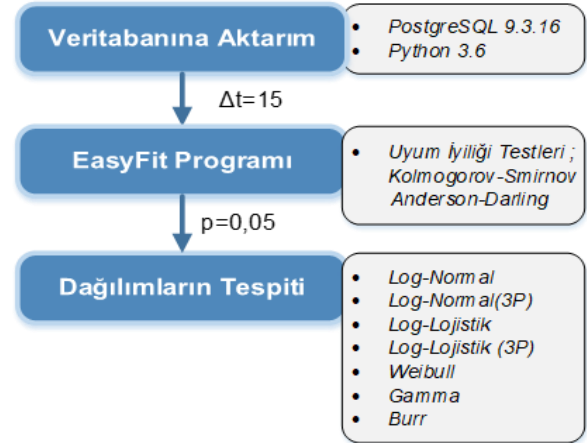 Veritabanına Aktarım
• PostgreSQL 9.3.16
• Python 3.6
Δt=15
EasyFit Programı
• Uyum İyiliği Testleri ;
Kolmogorov-Smirnov
Anderson-Darling
p=0,05
Dağılımların Tespiti
• Log-Normal
• Log-Normal(3P)
• Log-Lojistik
• Log-Lojistik (3P)
• Weibull
• Gamma
• Burr